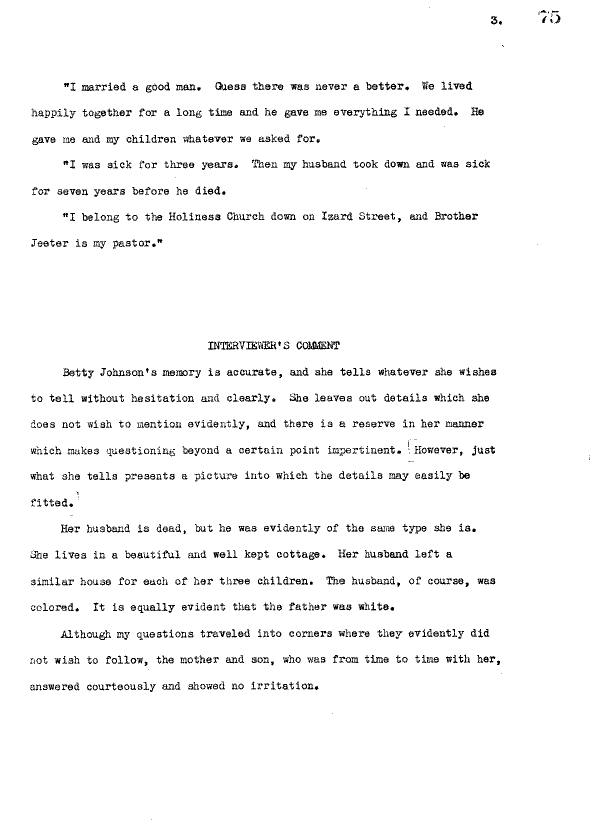 3. 75
"I married a good man. Guess there was never a better. We lived
happily together for a long time and he gave me everything I needed. He
gave me and my children whatever we asked for.
"I was sick for three years. Then my husband took down and was sick
for seven years before he died.
"I belong to the Holiness Church down on Izard Street, and Brother
Jeeter is my pastor."
INTERVIEWER'S COMMENT
Betty Johnson's memory is accurate, and she tells whatever she wishes
to tell without hesitation and clearly. She leaves out details which she
does not wish to mention evidently, and there is a reserve in her manner
which makes questioning beyond a certain point impertinent. However, just
what she tells presents a picture into which the details may easily be
fitted.
Her husband is dead, but he was evidently of the same type she is.
She lives in a beautiful and well kept cottage. Her husband left a
similar house for each of her three children. The husband, of course, was
colored. It is equally evident that the father was white.
Although my questions traveled into corners where they evidently did
not wish to follow, the mother and son, who was from time to time with her,
answered courteously and showed no irritation.